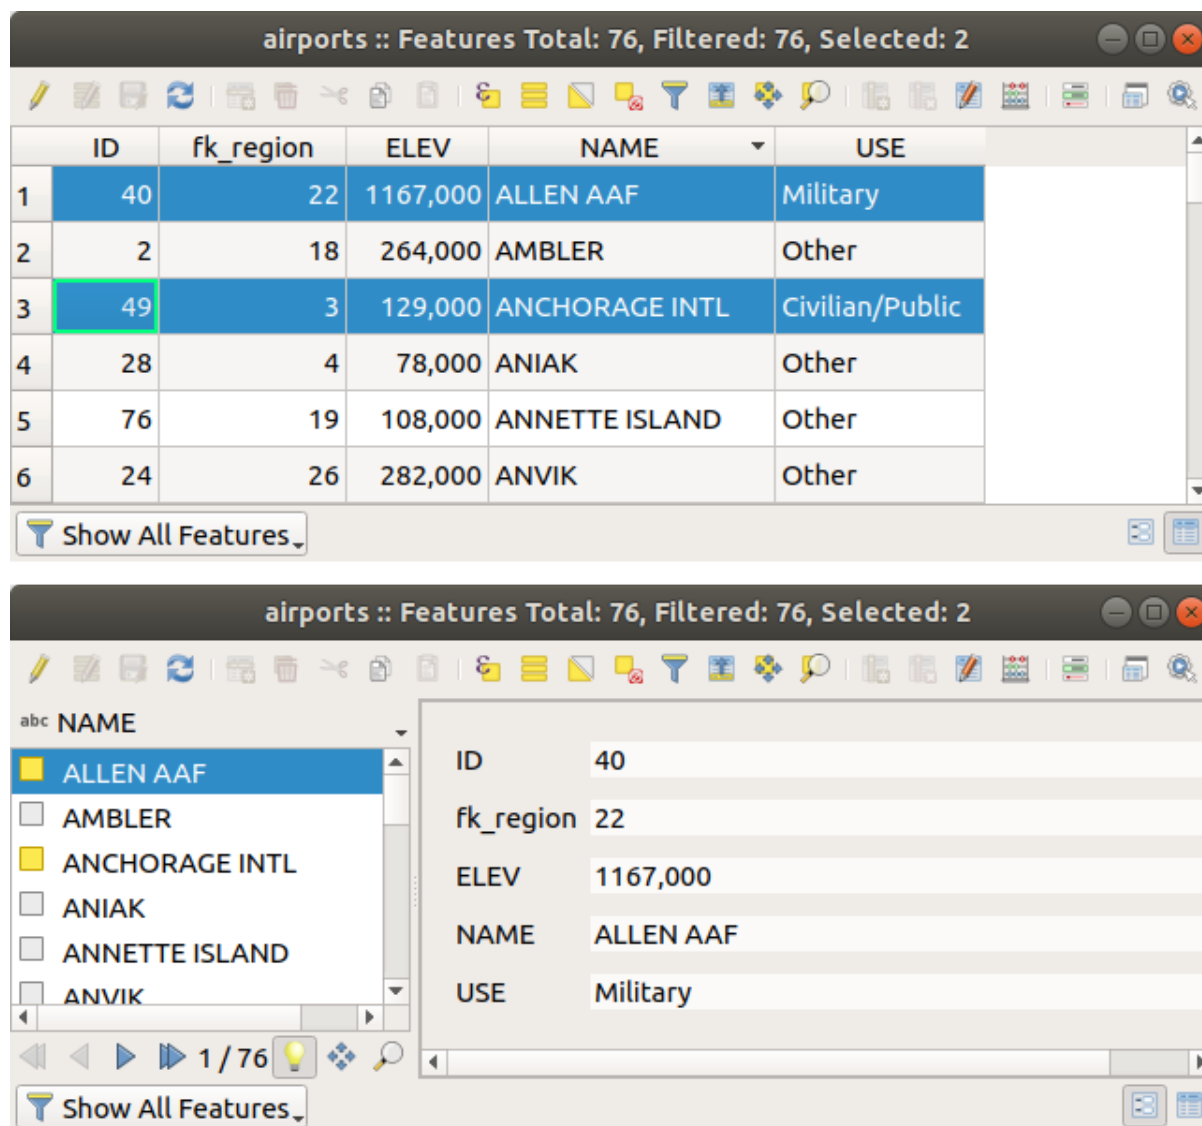 airports :: Features Total: 76, Filtered: 76, Selected: 2
ID fk_region ELEV NAME USE
1 40 22 1167,000 ALLEN AAF Military
2 2 18 264,000 AMBLER Other
3 49 3 129,000 ANCHORAGE INTL Civilian/Public
4 28 4 78,000 ANIAK Other
5 76 19 108,000 ANNETTE ISLAND Other
6 24 26 282,000 ANVIK Other
Show All Features
airports :: Features Total: 76, Filtered: 76, Selected: 2
abc NAME
ALLEN AAF
AMBLER
ANCHORAGE INTL
ANIAK
ANNETTE ISLAND
ANVIK
1 / 76
ID 40
fk_region 22
ELEV 1167,000
NAME ALLEN AAF
USE Military
Show All Features